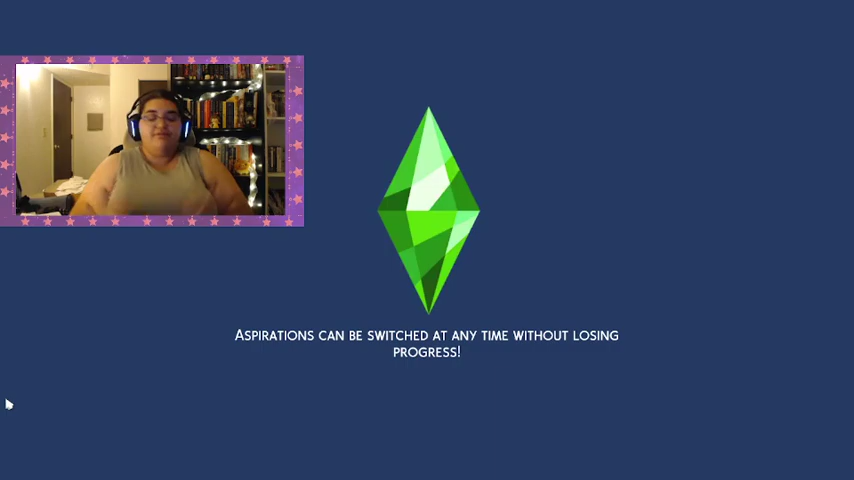 ASPIRATIONS CAN BE SWITCHED AT ANY TIME WITHOUT LOSING
PROGRESS!